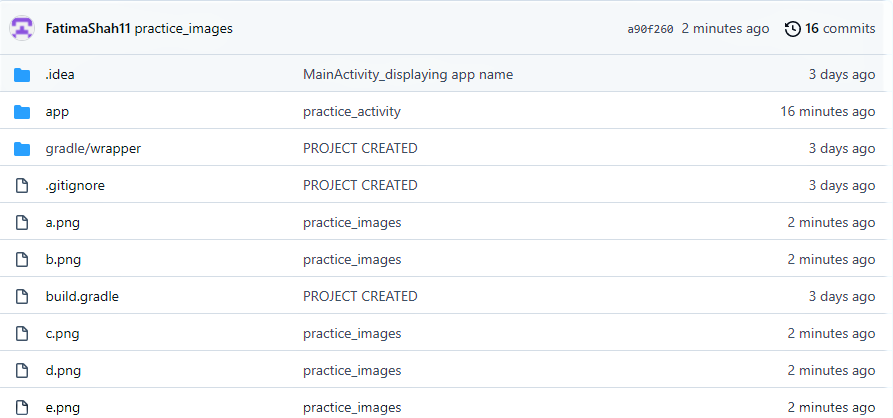 FatimaShah11 practice_images a90f260 2 minutes ago 16 commits
.idea MainActivity_displaying app name 3 days ago
app practice_activity 16 minutes ago
gradle/wrapper PROJECT CREATED 3 days ago
.gitignore PROJECT CREATED 3 days ago
a.png practice_images 2 minutes ago
b.png practice_images 2 minutes ago
build.gradle PROJECT CREATED 3 days ago
c.png practice_images 2 minutes ago
d.png practice_images 2 minutes ago
e.png practice_images 2 minutes ago